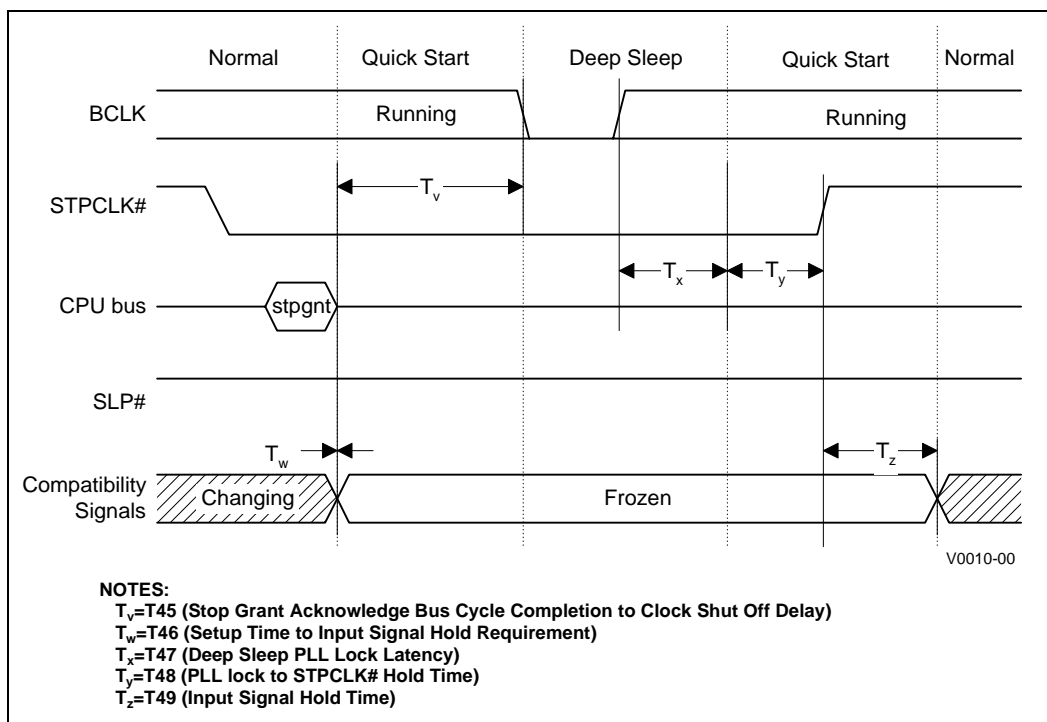 Normal Quick Start Deep Sleep Quick Start Normal
BCLK
Running Running
STPCLK#
Tv
Tx Ty
CPU bus
stpgnt
SLP#
Tw
Tz
Compatibility
Signals
Changing Frozen
V0010-00
NOTES:
Tv=T45 (Stop Grant Acknowledge Bus Cycle Completion to Clock Shut Off Delay)
Tw=T46 (Setup Time to Input Signal Hold Requirement)
Tx=T47 (Deep Sleep PLL Lock Latency)
Ty=T48 (PLL lock to STPCLK# Hold Time)
Tz=T49 (Input Signal Hold Time)